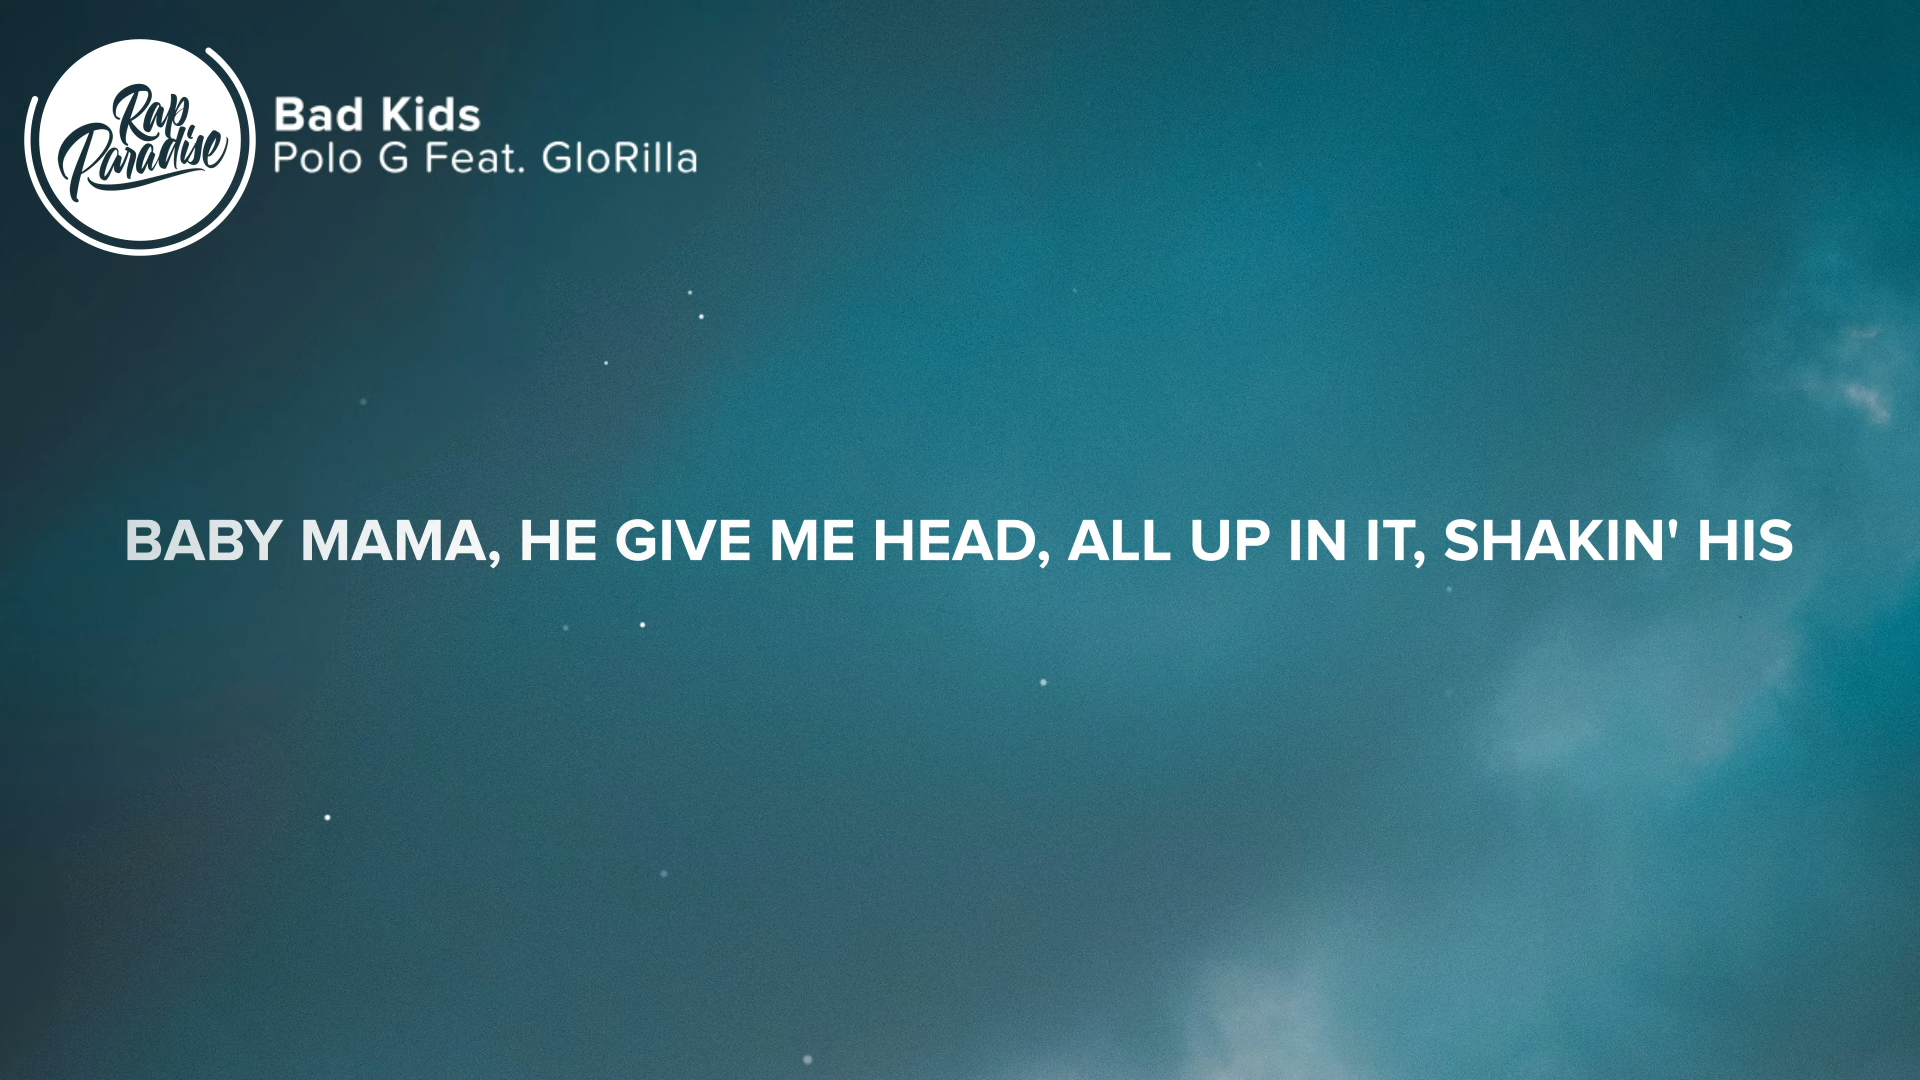 Rap
Paradise
Bad Kids
Polo G Feat. GloRilla
BABY MAMA, HE GIVE ME HEAD, ALL UP IN IT, SHAKIN' HIS